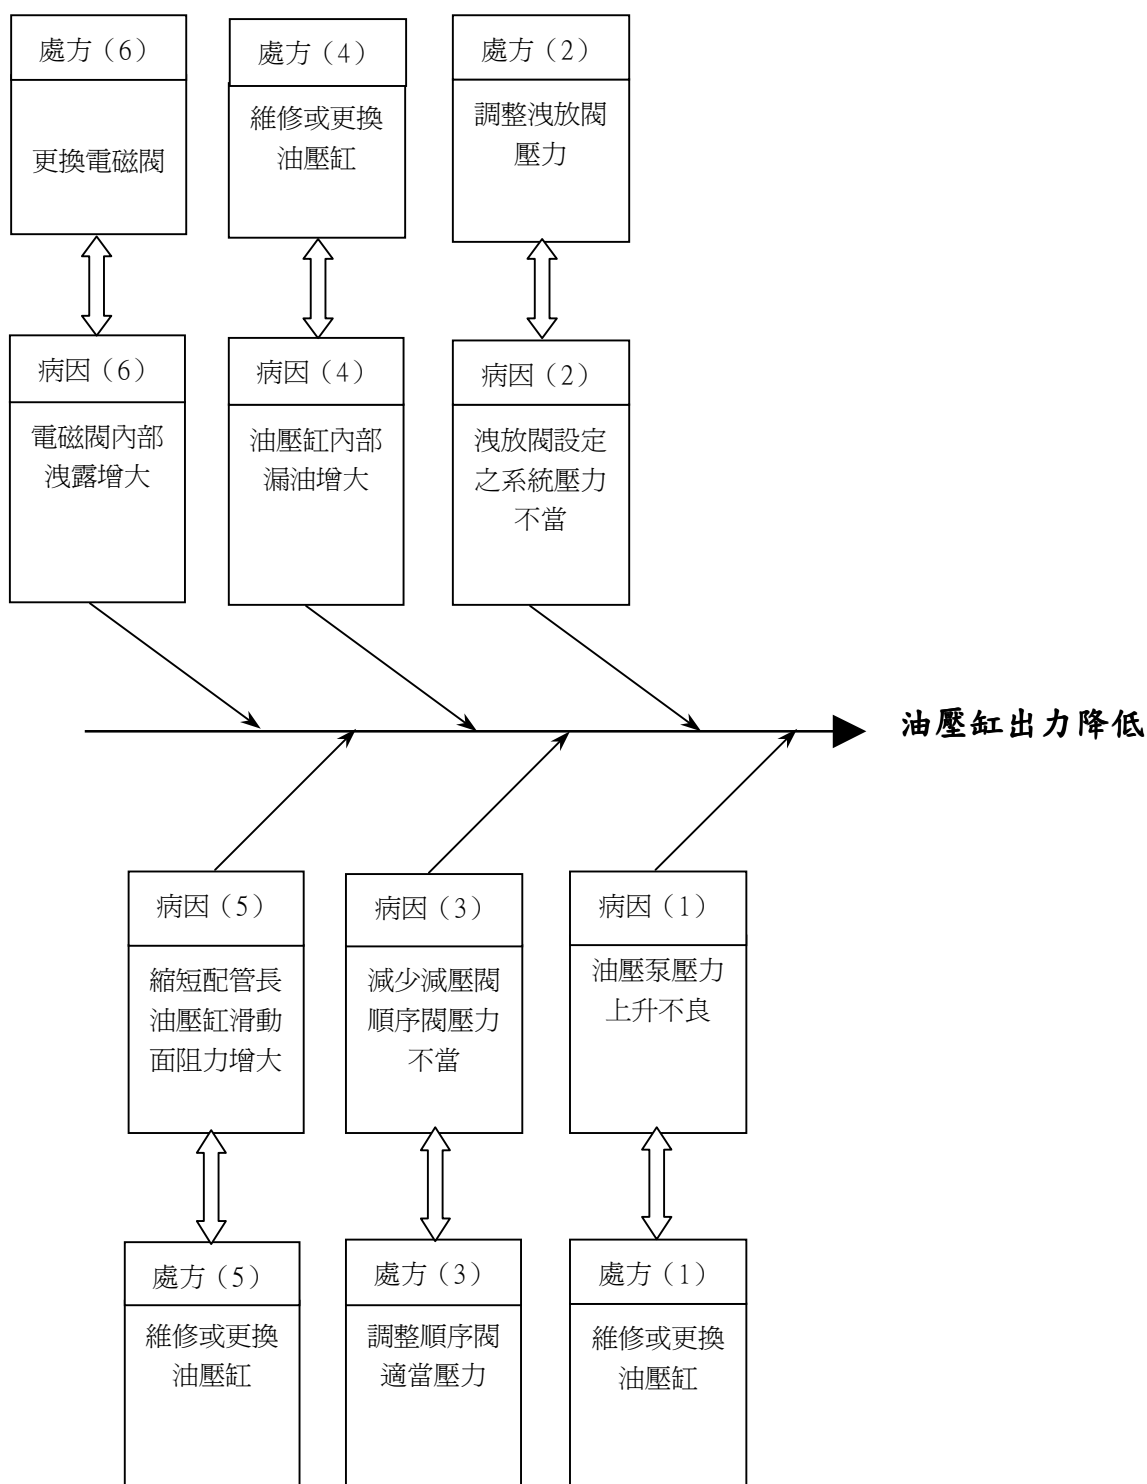 處方（6）
更換電磁閥
處方（4）
維修或更換
油壓缸
處方（2）
調整洩放閥
壓力
病因（6）
電磁閥內部
洩露增大
病因（4）
油壓缸內部
漏油增大
病因（2）
洩放閥設定
之系統壓力
不當
油壓缸出力降低
病因（5）
縮短配管長
油壓缸滑動
面阻力增大
病因（3）
減少減壓閥
順序閥壓力
不當
病因（1）
油壓泵壓力
上升不良
處方（5）
維修或更換
油壓缸
處方（3）
調整順序閥
適當壓力
處方（1）
維修或更換
油壓缸